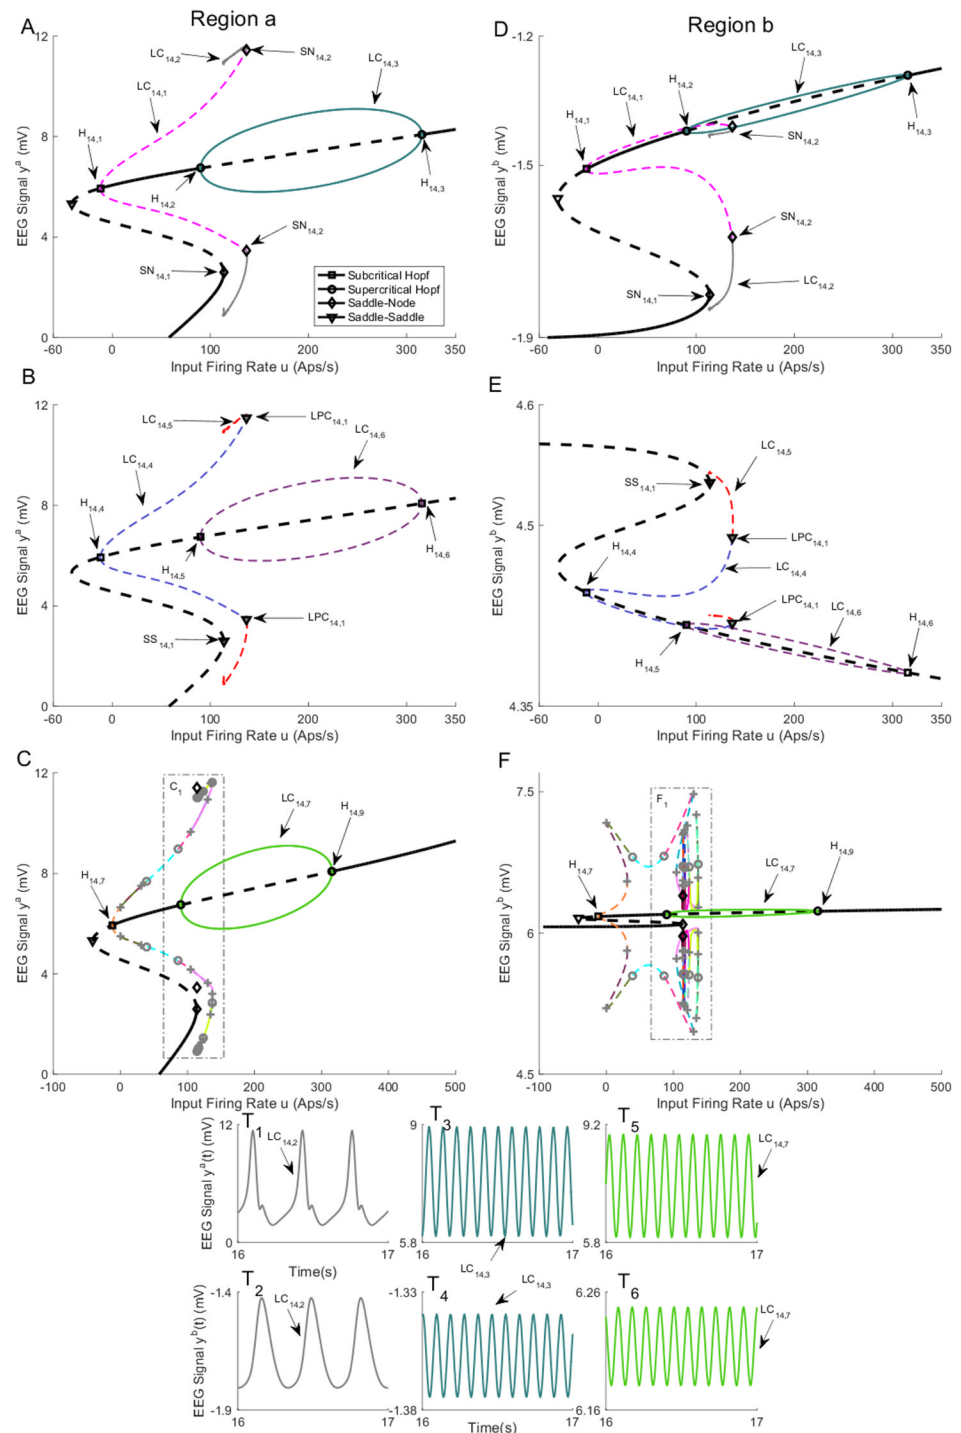 Region a
Region b
A
12
8
4
0
-60
0
100
200
300
350
EEG Signal y^a (mV)
Input Firing Rate u (Aps/s)
LC14,2
SN14,2
LC14,1
LC14,3
H14,1
H14,2
H14,3
SN14,2
SN14,1
Subcritical Hopf
Supercritical Hopf
Saddle-Node
Saddle-Saddle
D
-1.2
-1.5
-1.9
-60
0
100
200
300
350
EEG Signal y^b (mV)
Input Firing Rate u (Aps/s)
LC14,3
H14,2
LC14,1
H14,1
H14,3
SN14,2
SN14,2
SN14,1
LC14,2
B
12
8
4
0
-60
0
100
200
300
350
EEG Signal y^a (mV)
Input Firing Rate u (Aps/s)
LC14,5
LPC14,1
LC14,6
LC14,4
H14,4
H14,5
H14,6
LPC14,1
SS14,1
E
4.6
4.5
4.35
-60
0
100
200
300
350
EEG Signal y^b (mV)
Input Firing Rate u (Aps/s)
LC14,5
SS14,1
LPC14,1
H14,4
LC14,4
LPC14,1
LC14,6
H14,6
H14,5
C
12
8
4
0
-100
0
100
200
300
400
500
EEG Signal y^a (mV)
Input Firing Rate u (Aps/s)
C1
LC14,7
H14,9
H14,7
F
7.5
6
4.5
-100
0
100
200
300
400
500
EEG Signal y^b (mV)
Input Firing Rate u (Aps/s)
F1
H14,7
LC14,7
H14,9
T1
12
0
16
17
EEG Signal y^a(t) (mV)
Time(s)
LC14,2
T3
9
5.8
16
17
LC14,3
T5
9.2
5.8
16
17
LC14,7
T2
-1.4
-1.9
16
17
EEG Signal y^b(t) (mV)
LC14,2
T4
-1.33
-1.38
16
17
Time(s)
LC14,3
T6
6.26
6.16
16
17
LC14,7